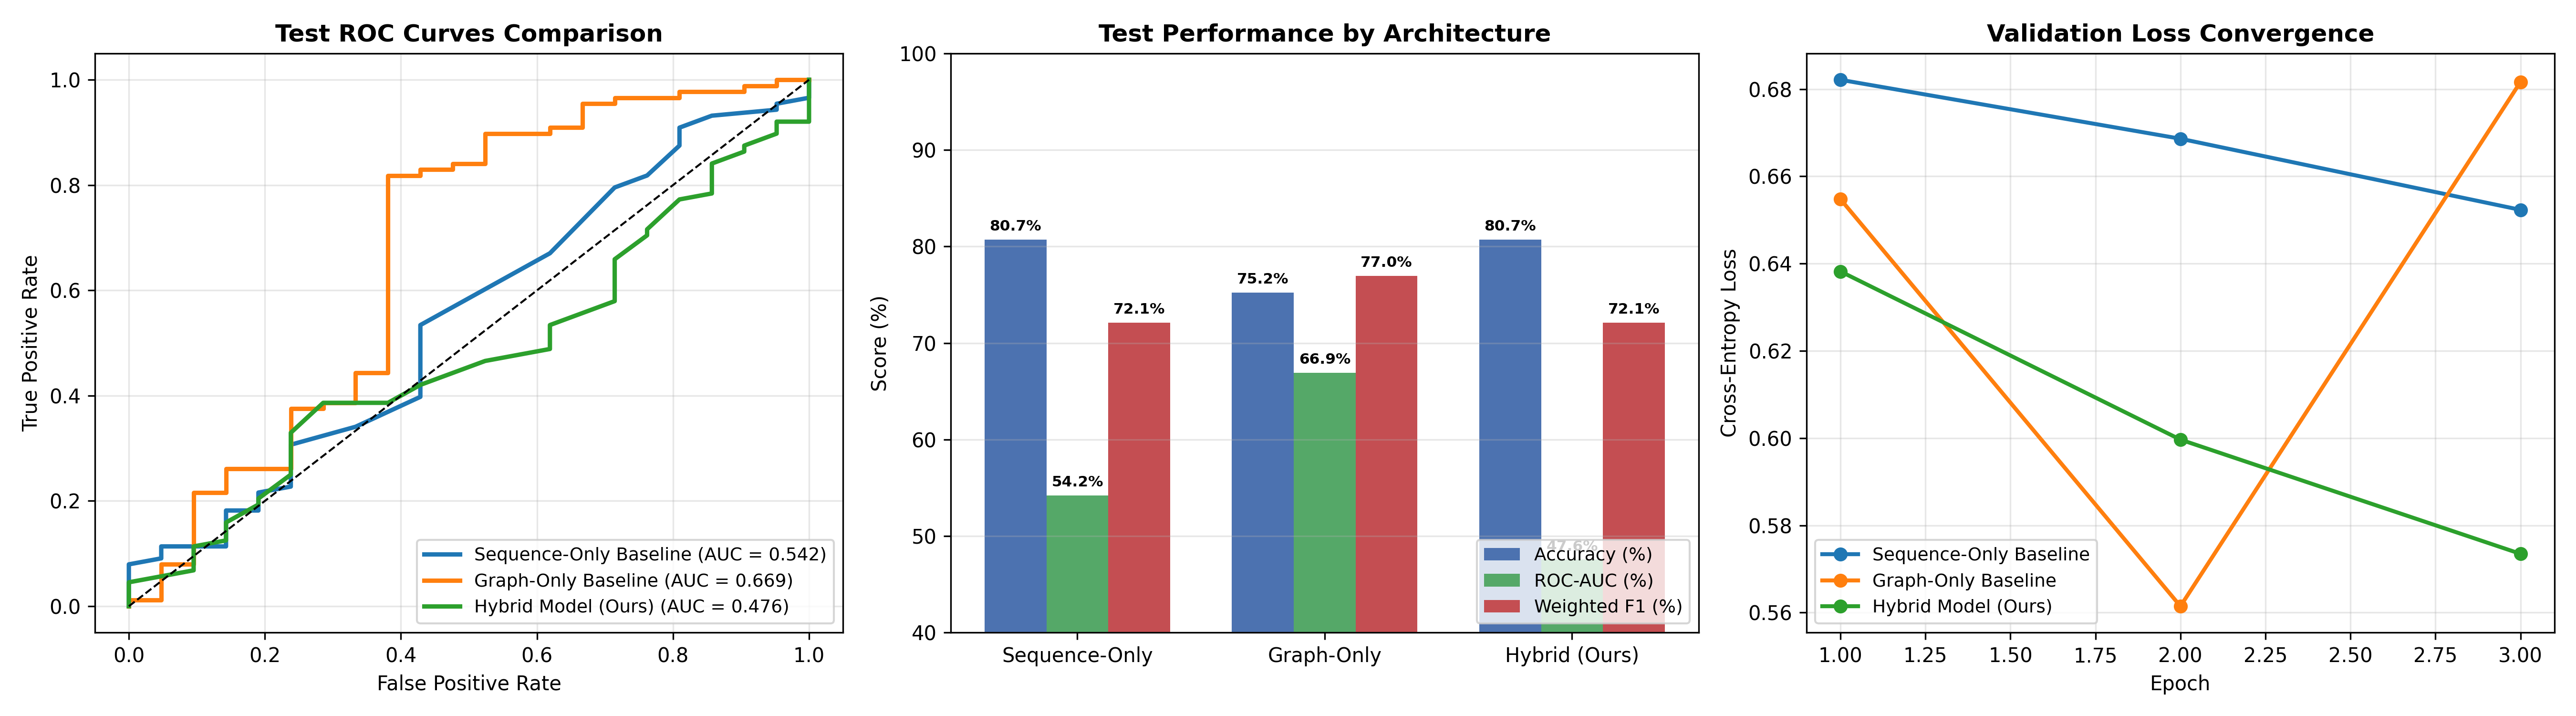 Test ROC Curves Comparison
True Positive Rate
1.0
0.8
0.6
0.4
0.2
0.0
0.0 0.2 0.4 0.6 0.8 1.0
False Positive Rate
Sequence-Only Baseline (AUC = 0.542)
Graph-Only Baseline (AUC = 0.669)
Hybrid Model (Ours) (AUC = 0.476)
Test Performance by Architecture
Score (%)
100
90
80
70
60
50
40
80.7%
54.2%
72.1%
75.2%
66.9%
77.0%
80.7%
47.6%
72.1%
Accuracy (%)
ROC-AUC (%)
Weighted F1 (%)
Sequence-Only Graph-Only Hybrid (Ours)
Validation Loss Convergence
Cross-Entropy Loss
0.68
0.66
0.64
0.62
0.60
0.58
0.56
Sequence-Only Baseline
Graph-Only Baseline
Hybrid Model (Ours)
1.00 1.25 1.50 1.75 2.00 2.25 2.50 2.75 3.00
Epoch